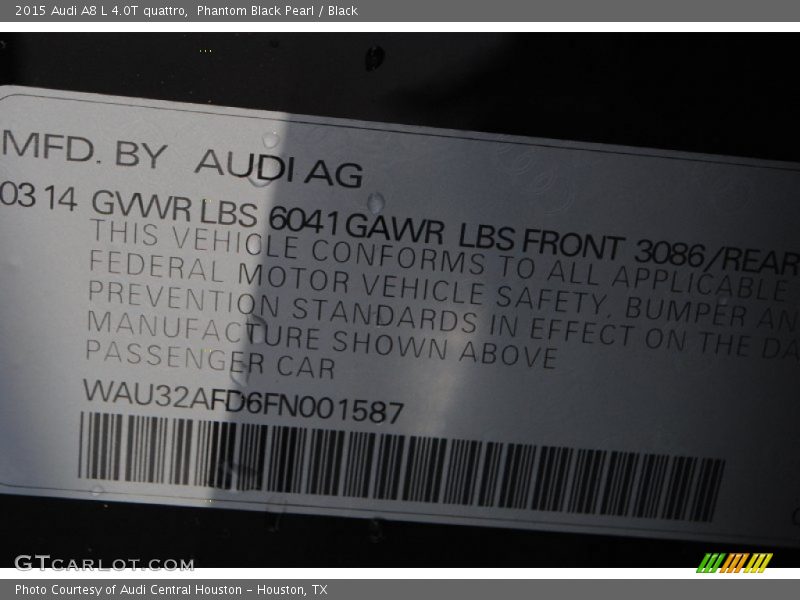 2015 Audi A8 L 4.0T quattro,  Phantom Black Pearl / Black
MFD. BY AUDI AG
0314 GVWR LBS 6041 GAWR LBS FRONT 3086/REAR
THIS VEHICLE CONFORMS TO ALL APPLICABLE
FEDERAL MOTOR VEHICLE SAFETY, BUMPER AN
PREVENTION STANDARDS IN EFFECT ON THE DA
MANUFACTURE SHOWN ABOVE
PASSENGER CAR
WAU32AFD6FN001587
GTCARLOT.COM
Photo Courtesy of Audi Central Houston - Houston, TX